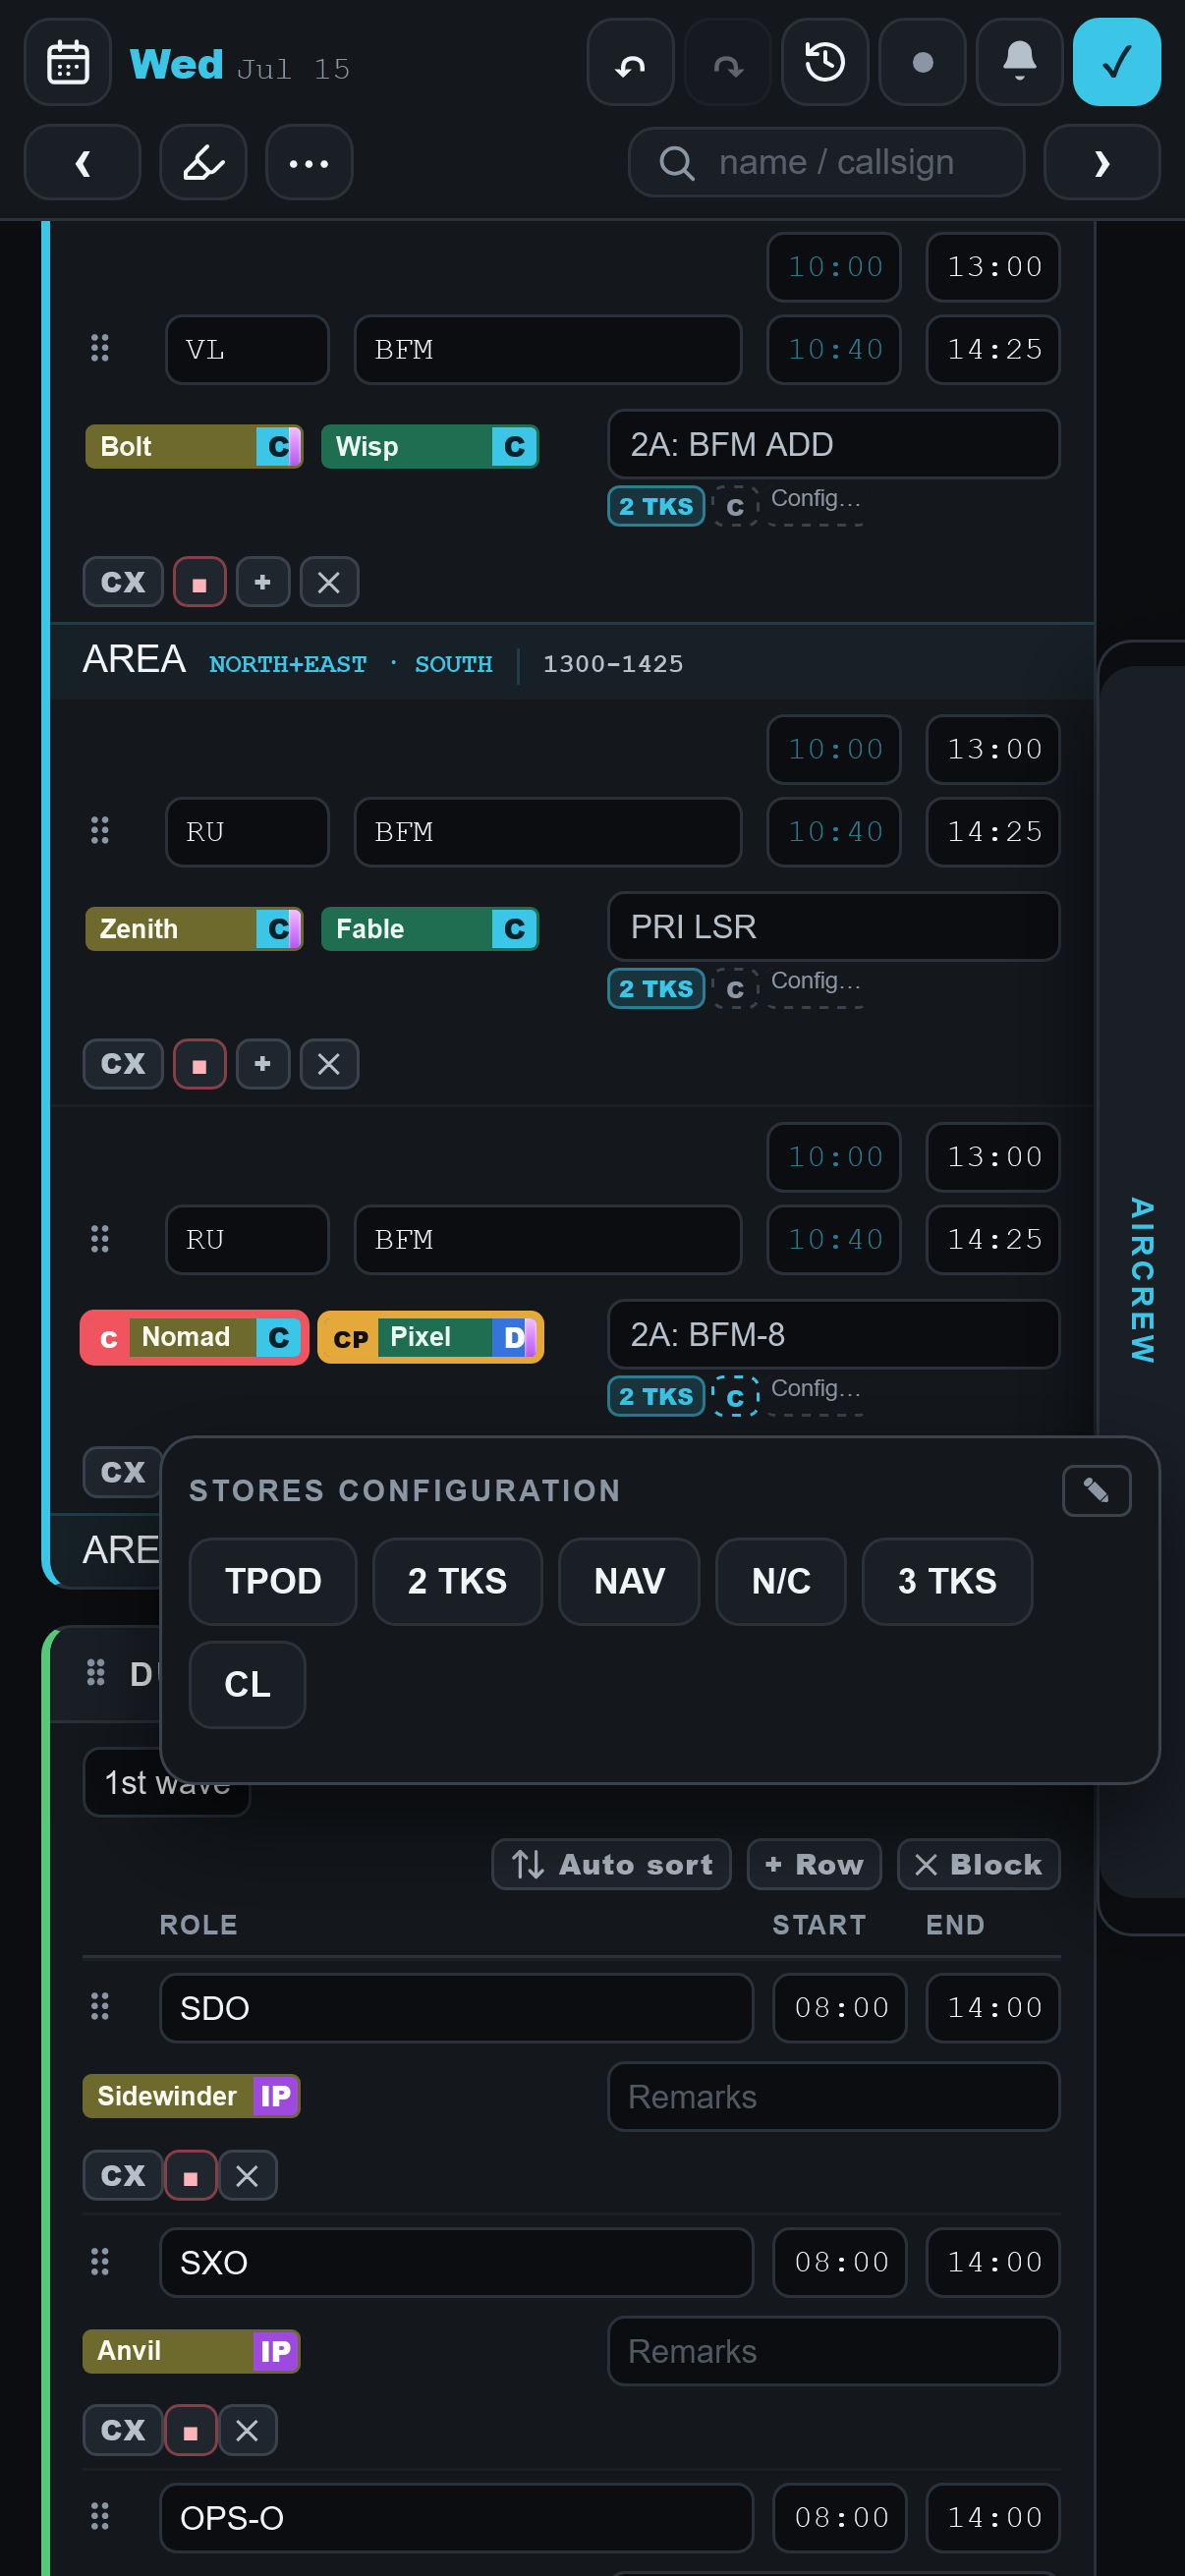 Wed Jul 15
name / callsign
10:00 13:00
VL BFM 10:40 14:25
Bolt C Wisp C 2A: BFM ADD
2 TKS C Config...
CX + ×
AREA NORTH+EAST · SOUTH | 1300-1425
10:00 13:00
RU BFM 10:40 14:25
Zenith C Fable C PRI LSR
2 TKS C Config...
CX + ×
10:00 13:00
RU BFM 10:40 14:25
C Nomad C CP Pixel D 2A: BFM-8
2 TKS C Config...
AIRCREW
CX
STORES CONFIGURATION
ARE
TPOD 2 TKS NAV N/C 3 TKS
CL
1st wave
Auto sort + Row × Block
ROLE START END
SDO 08:00 14:00
Sidewinder IP Remarks
CX ×
SXO 08:00 14:00
Anvil IP Remarks
CX ×
OPS-O 08:00 14:00